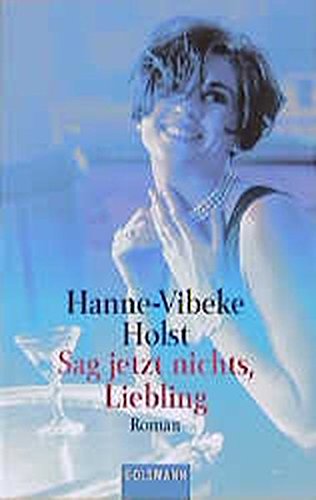 Hanne-Vibeke
Holst
Sag jetzt nichts,
Liebling
Roman
GOLDMANN